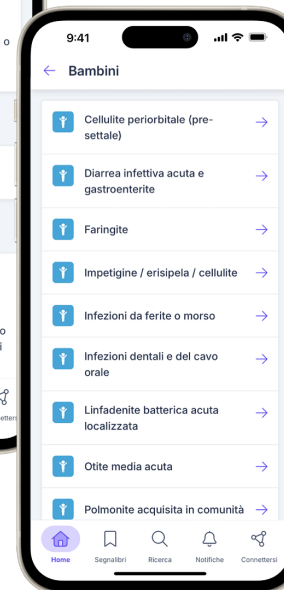 9:41
Bambini
Cellulite periorbitale (pre-
settale)
Diarrea infettiva acuta e
gastroenterite
Faringite
Impetigine / erisipela / cellulite
Infezioni da ferite o morso
Infezioni dentali e del cavo
orale
Linfadenite batterica acuta
localizzata
Otite media acuta
Polmonite acquisita in comunità
Home
Segnalibri
Ricerca
Notifiche
Connettersi